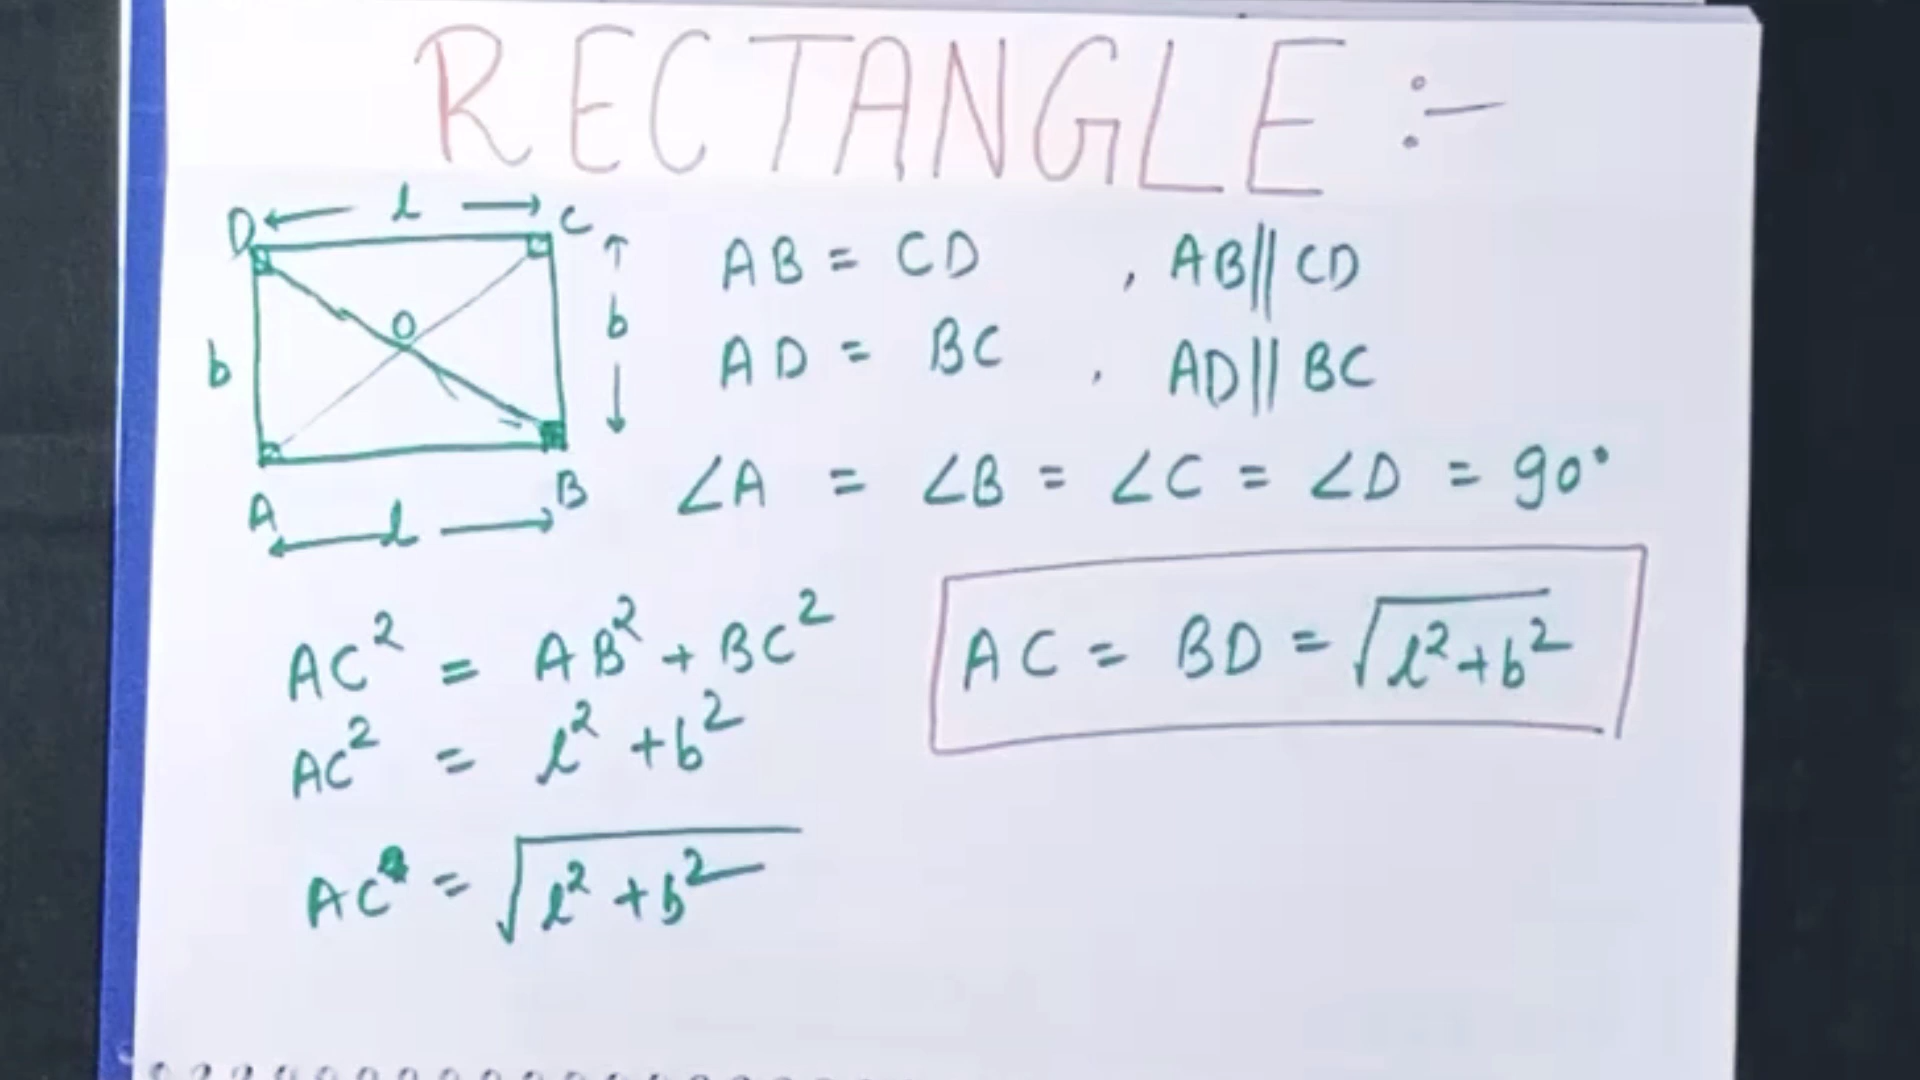 RECTANGLE :-
D ← l → C
b
O
b
A ← l → B
AB = CD , AB || CD
AD = BC , AD || BC
∠A = ∠B = ∠C = ∠D = 90°
AC² = AB² + BC²
AC² = l² + b²
AC = √l² + b²
AC = BD = √l² + b²